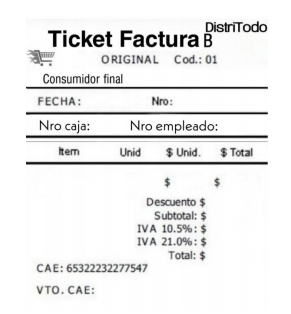 DistriTodo
Ticket Factura B
ORIGINAL Cod.: 01
Consumidor final
FECHA: Nro:
Nro caja: Nro empleado:
Item Unid $ Unid. $ Total
$ $
Descuento $
Subtotal: $
IVA 10.5%: $
IVA 21.0%: $
Total: $
CAE: 65322232277547
VTO. CAE: